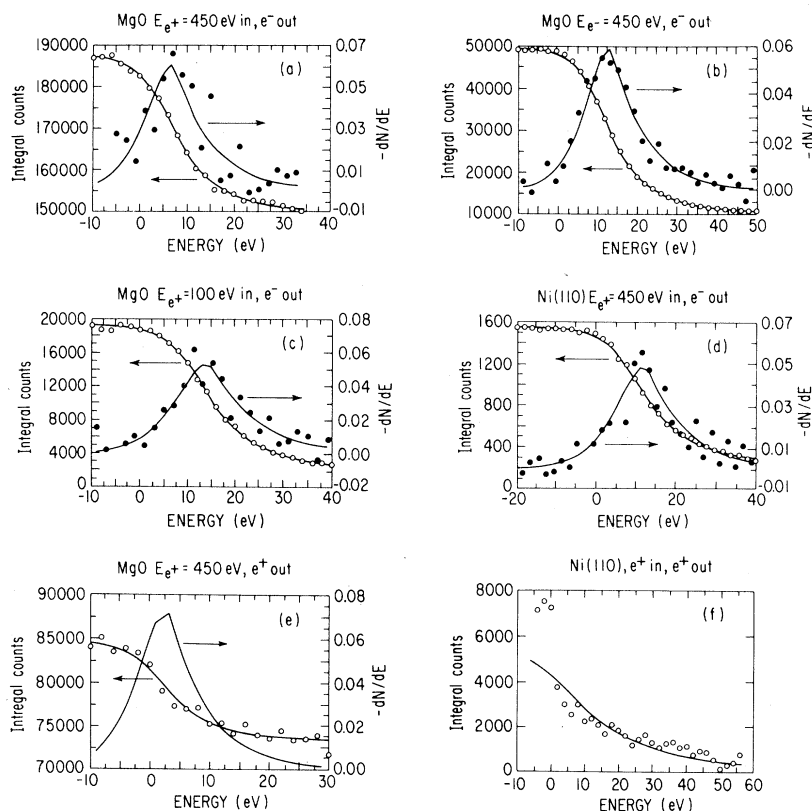 MgO Ee+ = 450 eV in, e- out
190000
180000
170000
160000
150000
Integral counts
(a)
0.07
0.05
0.03
0.01
-0.01
-dN/dE
-10 0 10 20 30 40
ENERGY (eV)
MgO Ee- = 450 eV, e- out
50000
40000
30000
20000
10000
Integral counts
(b)
0.06
0.04
0.02
0.00
-dN/dE
-10 0 10 20 30 40 50
ENERGY (eV)
MgO Ee+ = 100 eV in, e- out
20000
16000
12000
8000
4000
0
Integral counts
(c)
0.08
0.06
0.04
0.02
0.00
-0.02
-dN/dE
-10 0 10 20 30 40
ENERGY (eV)
Ni(110) Ee+ = 450 eV in, e- out
1600
1200
800
400
0
Integral counts
(d)
0.07
0.05
0.03
0.01
-0.01
-dN/dE
-20 0 20 40
ENERGY (eV)
MgO Ee+ = 450 eV, e+ out
90000
85000
80000
75000
70000
Intregal counts
(e)
0.08
0.06
0.04
0.02
0.00
-dN/dE
-10 0 10 20 30
ENERGY (eV)
Ni(110), e+ in, e+ out
8000
6000
4000
2000
0
Integral counts
(f)
-10 0 10 20 30 40 50 60
ENERGY (eV)